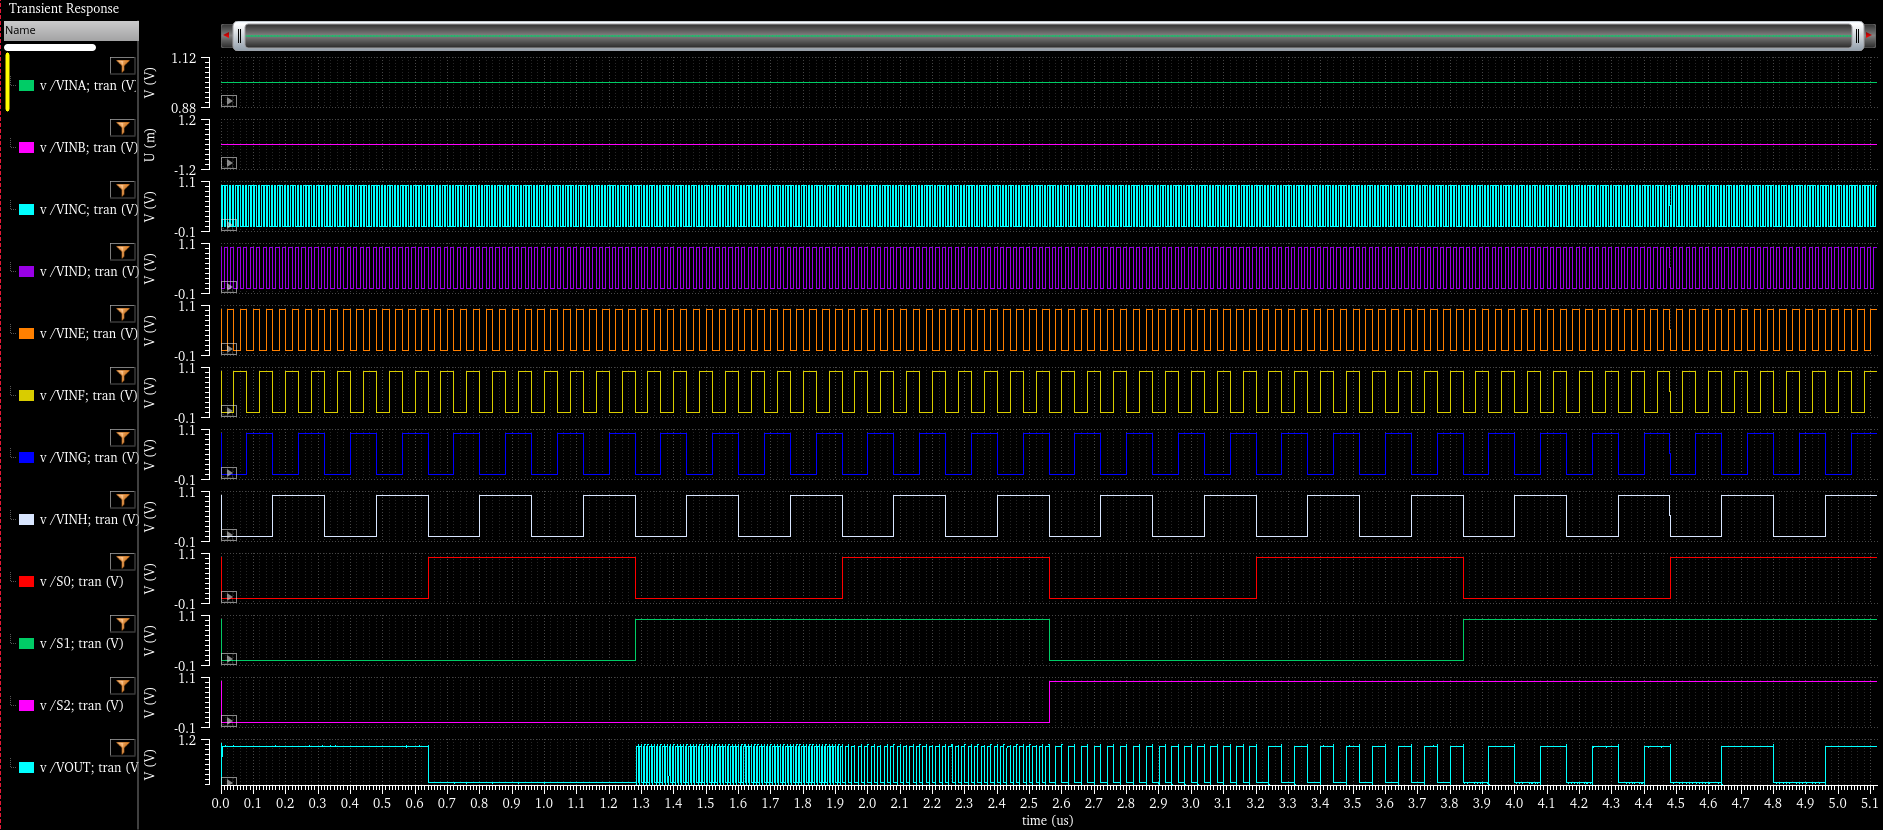 Transient Response
Name
v /VINA; tran (V)
1.12
0.88
V (V)
v /VINB; tran (V)
1.2
-1.2
U (m)
v /VINC; tran (V)
1.1
-0.1
V (V)
v /VIND; tran (V)
1.1
-0.1
V (V)
v /VINE; tran (V)
1.1
-0.1
V (V)
v /VINF; tran (V)
1.1
-0.1
V (V)
v /VING; tran (V)
1.1
-0.1
V (V)
v /VINH; tran (V)
1.1
-0.1
V (V)
v /S0; tran (V)
1.1
-0.1
V (V)
v /S1; tran (V)
1.1
-0.1
V (V)
v /S2; tran (V)
1.1
-0.1
V (V)
v /VOUT; tran (V
1.2
V (V)
0.0 0.1 0.2 0.3 0.4 0.5 0.6 0.7 0.8 0.9 1.0 1.1 1.2 1.3 1.4 1.5 1.6 1.7 1.8 1.9 2.0 2.1 2.2 2.3 2.4 2.5 2.6 2.7 2.8 2.9 3.0 3.1 3.2 3.3 3.4 3.5 3.6 3.7 3.8 3.9 4.0 4.1 4.2 4.3 4.4 4.5 4.6 4.7 4.8 4.9 5.0 5.1
time (us)